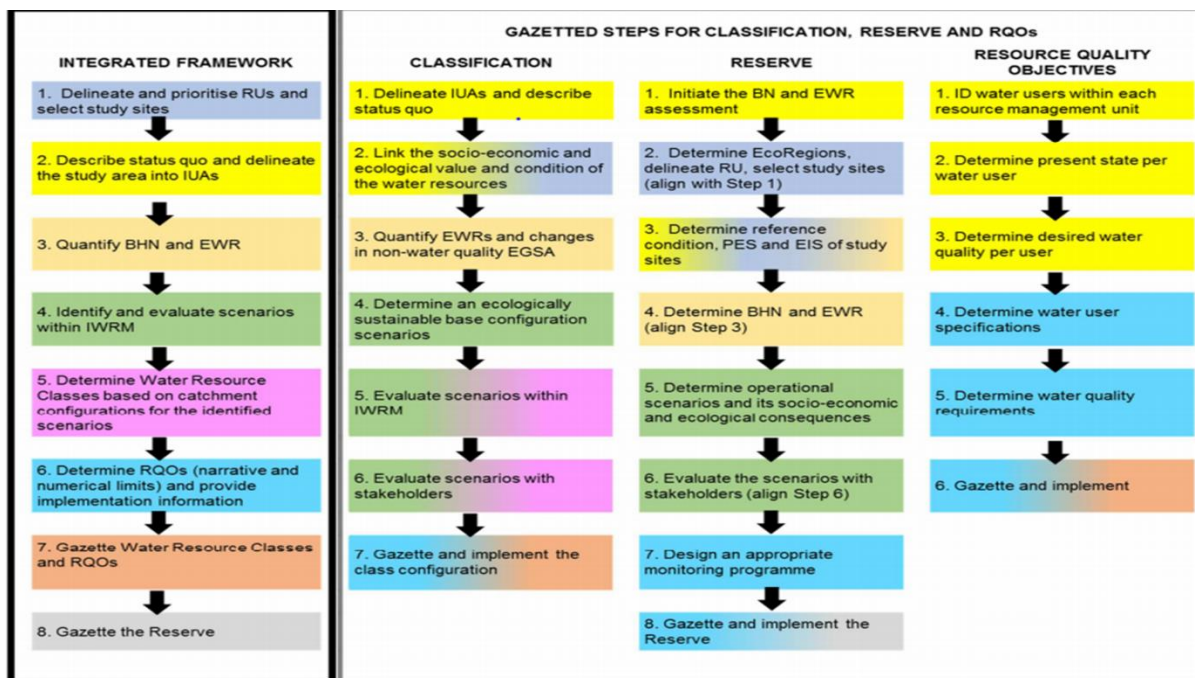 GAZETTED STEPS FOR CLASSIFICATION, RESERVE AND RQOs
INTEGRATED FRAMEWORK
1. Delineate and prioritise RUs and
select study sites
2. Describe status quo and delineate
the study area into IUAs
3. Quantify BHN and EWR
4. Identify and evaluate scenarios
within IWRM
5. Determine Water Resource
Classes based on catchment
configurations for the identified
scenarios
6. Determine RQOs (narrative and
numerical limits) and provide
implementation information
7. Gazette Water Resource Classes
and RQOs
8. Gazette the Reserve
CLASSIFICATION
1. Delineate IUAs and describe
status quo
2. Link the socio-economic and
ecological value and condition of
the water resources
3. Quantify EWRs and changes
in non-water quality EGSA
4. Determine an ecologically
sustainable base configuration
scenarios
5. Evaluate scenarios within
IWRM
6. Evaluate scenarios with
stakeholders
7. Gazette and implement the
class configuration
RESERVE
1. Initiate the BN and EWR
assessment
2. Determine EcoRegions,
delineate RU, select study sites
(align with Step 1)
3. Determine reference
condition, PES and EIS of study
sites
4. Determine BHN and EWR
(align Step 3)
5. Determine operational
scenarios and its socio-economic
and ecological consequences
6. Evaluate the scenarios with
stakeholders (align Step 6)
7. Design an appropriate
monitoring programme
8. Gazette and implement the
Reserve
RESOURCE QUALITY
OBJECTIVES
1. ID water users within each
resource management unit
2. Determine present state per
water user
3. Determine desired water
quality per user
4. Determine water user
specifications
5. Determine water quality
requirements
6. Gazette and implement